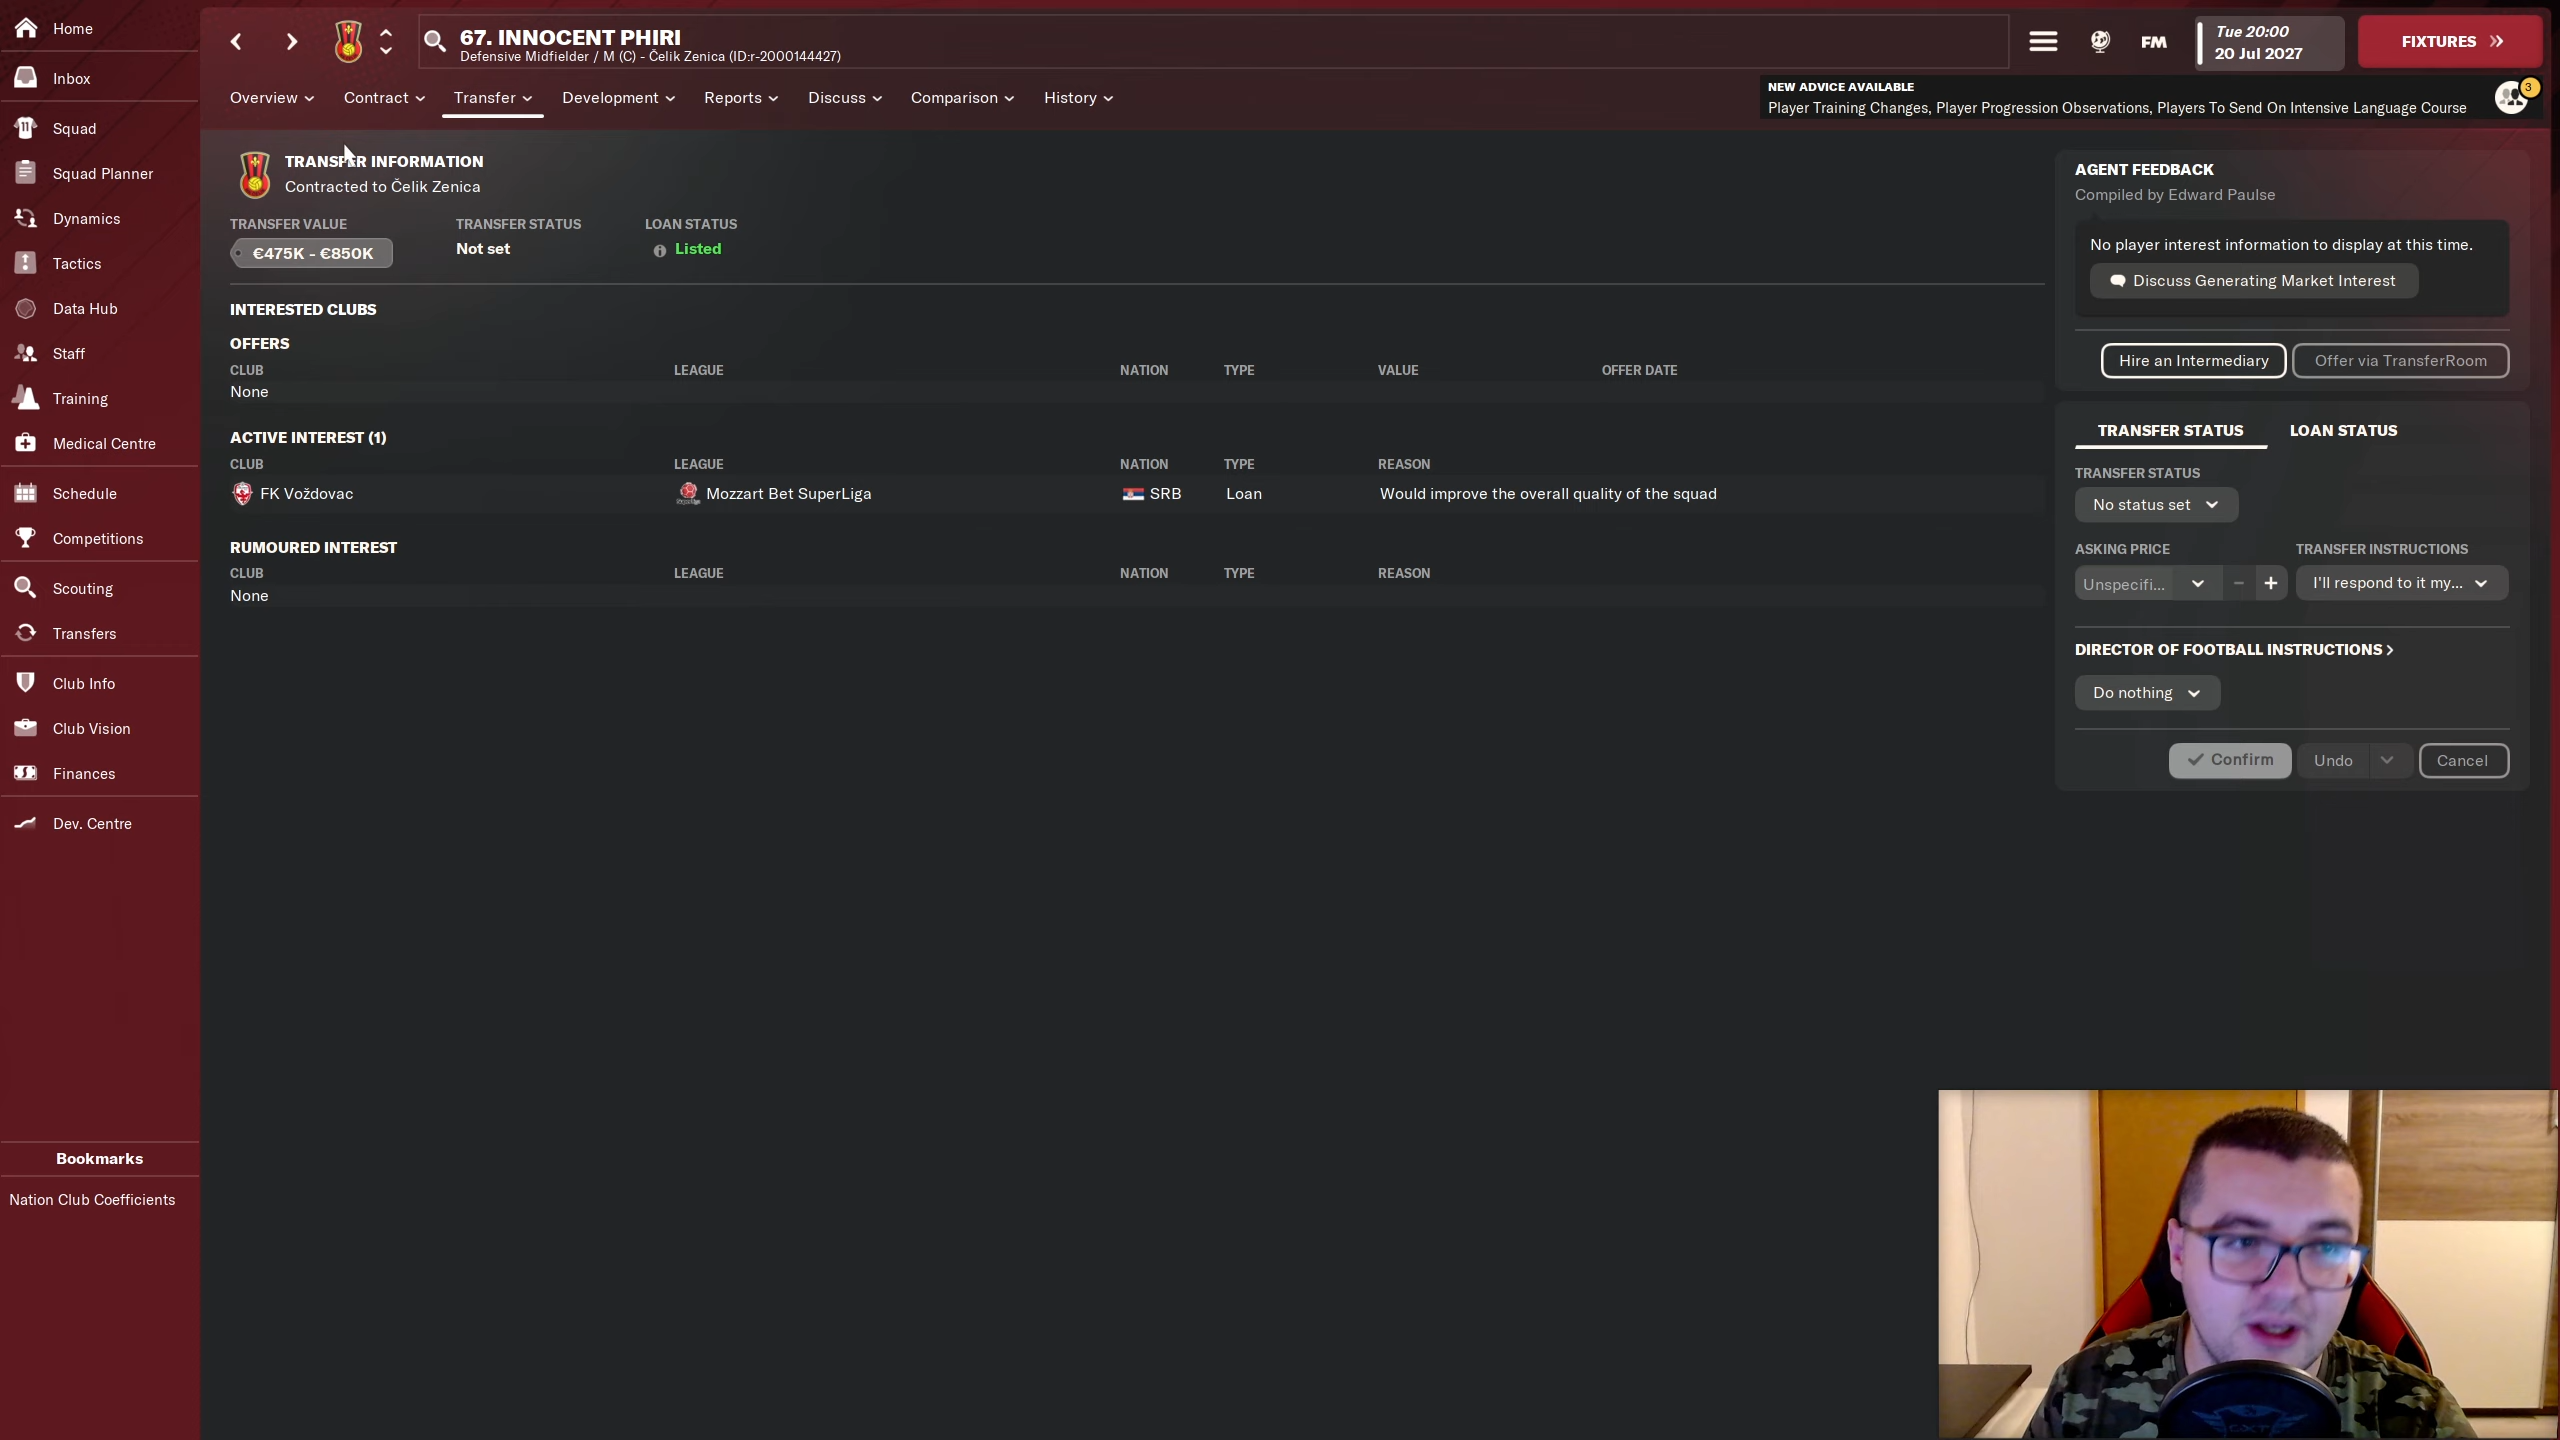 Home
Inbox
Squad
Squad Planner
Dynamics
Tactics
Data Hub
Staff
Training
Medical Centre
Schedule
Competitions
Scouting
Transfers
Club Info
Club Vision
Finances
Dev. Centre
Bookmarks
Nation Club Coefficients
67. INNOCENT PHIRI
Defensive Midfielder / M (C) - Čelik Zenica (ID:r-2000144427)
FM
Tue 20:00
20 Jul 2027
FIXTURES
Overview Contract Transfer Development Reports Discuss Comparison History
NEW ADVICE AVAILABLE
Player Training Changes, Player Progression Observations, Players To Send On Intensive Language Course
3
TRANSFER INFORMATION
Contracted to Čelik Zenica
TRANSFER VALUE TRANSFER STATUS LOAN STATUS
€475K - €850K Not set Listed
INTERESTED CLUBS
OFFERS
CLUB LEAGUE NATION TYPE VALUE OFFER DATE
None
ACTIVE INTEREST (1)
CLUB LEAGUE NATION TYPE REASON
FK Voždovac Mozzart Bet SuperLiga SRB Loan Would improve the overall quality of the squad
RUMOURED INTEREST
CLUB LEAGUE NATION TYPE REASON
None
AGENT FEEDBACK
Compiled by Edward Paulse
No player interest information to display at this time.
Discuss Generating Market Interest
Hire an Intermediary Offer via TransferRoom
TRANSFER STATUS LOAN STATUS
TRANSFER STATUS
No status set
ASKING PRICE TRANSFER INSTRUCTIONS
Unspecifi... I'll respond to it my...
DIRECTOR OF FOOTBALL INSTRUCTIONS
Do nothing
Confirm Undo Cancel